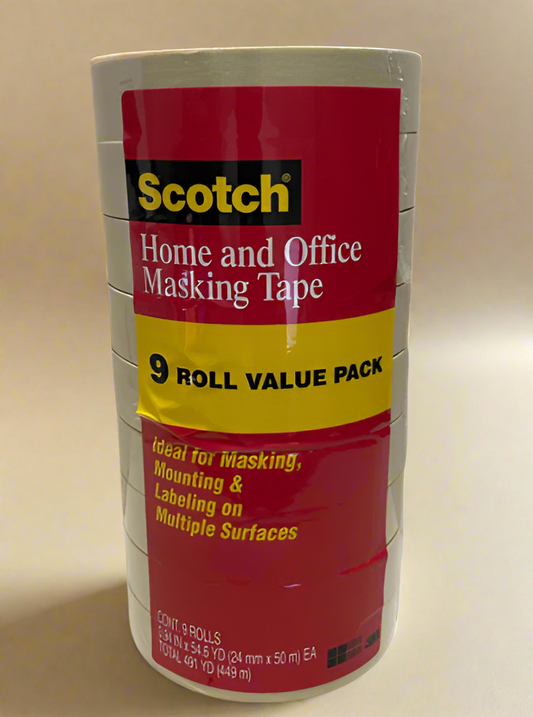 Scotch®
Home and Office
Masking Tape
9 ROLL VALUE PACK
Ideal for Masking,
Mounting &
Labeling on
Multiple Surfaces
CONT. 9 ROLLS
0.94 IN x 54.6 YD (24 mm x 50 m) EA
TOTAL 491 YD (449 m)
3M